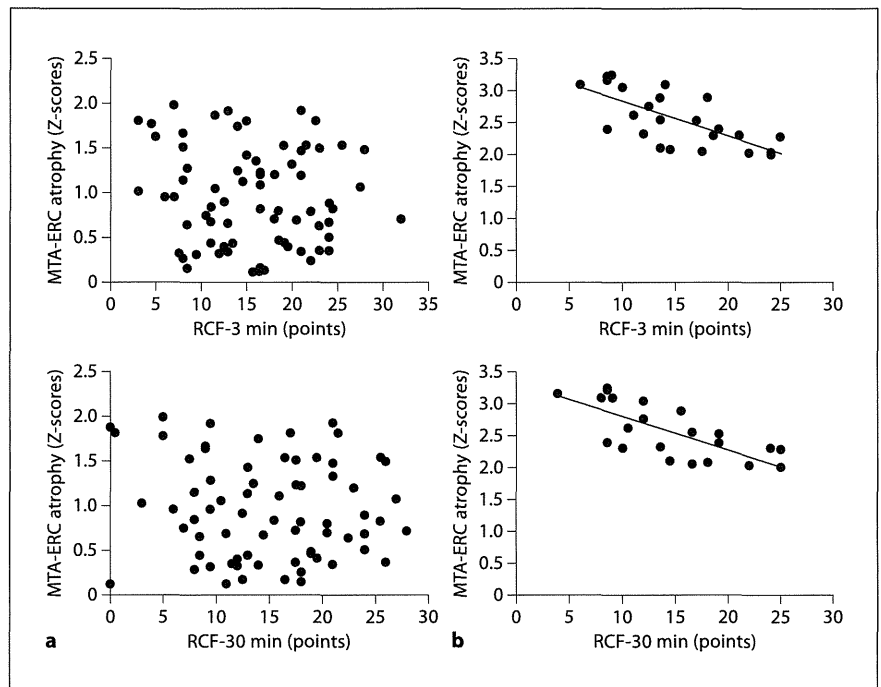 MTA-ERC atrophy (Z-scores)
2.5
2.0
1.5
1.0
0.5
0
0 5 10 15 20 25 30 35
RCF-3 min (points)
MTA-ERC atrophy (Z-scores)
3.5
3.0
2.5
2.0
1.5
1.0
0.5
0
0 5 10 15 20 25 30
RCF-3 min (points)
MTA-ERC atrophy (Z-scores)
2.5
2.0
1.5
1.0
0.5
0
0 5 10 15 20 25 30
RCF-30 min (points)
a
MTA-ERC atrophy (Z-scores)
3.5
3.0
2.5
2.0
1.5
1.0
0.5
0
0 5 10 15 20 25 30
RCF-30 min (points)
b